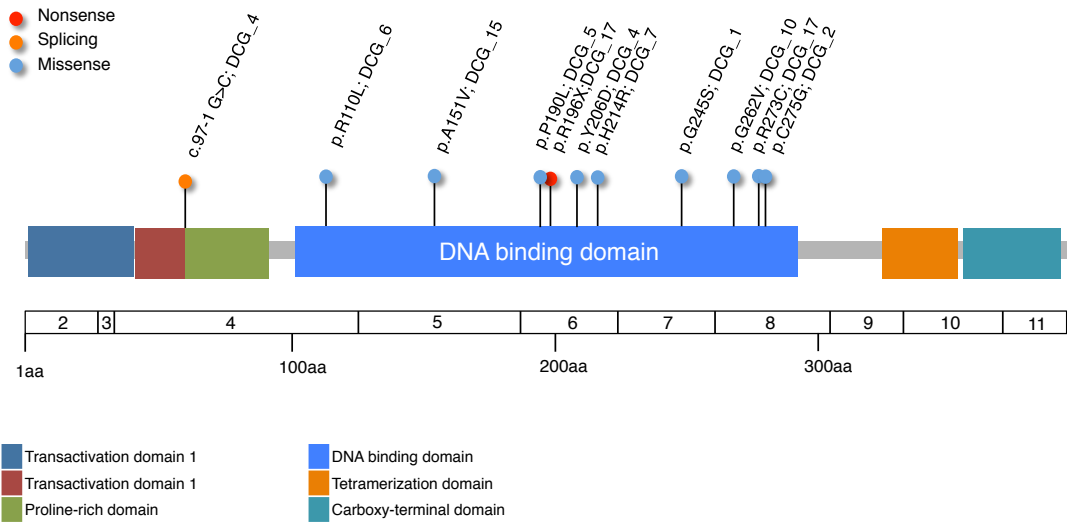 Nonsense
Splicing
Missense
c.97-1 G>C; DCG_4
p.R110L; DCG_6
p.A151V; DCG_15
p.P190L; DCG_5
p.R196X;DCG_17
p.Y206D; DCG_4
p.H214R; DCG_7
p.G245S; DCG_1
p.G262V; DCG_10
p.R273C; DCG_17
p.C275G; DCG_2
DNA binding domain
2 3 4 5 6 7 8 9 10 11
1aa 100aa 200aa 300aa
Transactivation domain 1
Transactivation domain 1
Proline-rich domain
DNA binding domain
Tetramerization domain
Carboxy-terminal domain